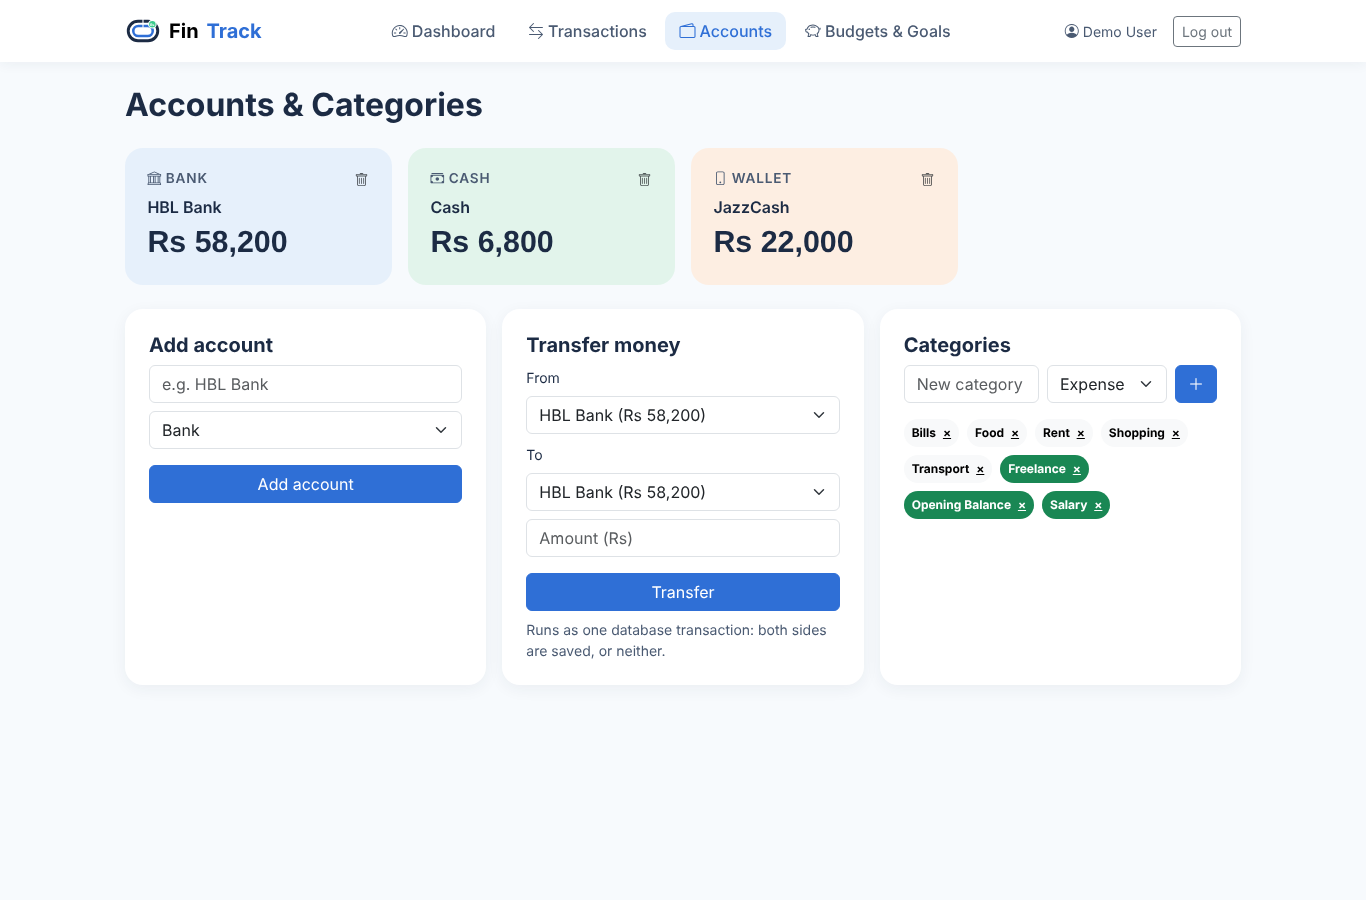 Fin Track
Dashboard
Transactions
Accounts
Budgets & Goals
Demo User
Log out
Accounts & Categories
BANK
HBL Bank
Rs 58,200
CASH
Cash
Rs 6,800
WALLET
JazzCash
Rs 22,000
Add account
e.g. HBL Bank
Bank
Add account
Transfer money
From
HBL Bank (Rs 58,200)
To
HBL Bank (Rs 58,200)
Amount (Rs)
Transfer
Runs as one database transaction: both sides
are saved, or neither.
Categories
New category
Expense
+
Bills × Food × Rent × Shopping ×
Transport × Freelance ×
Opening Balance × Salary ×